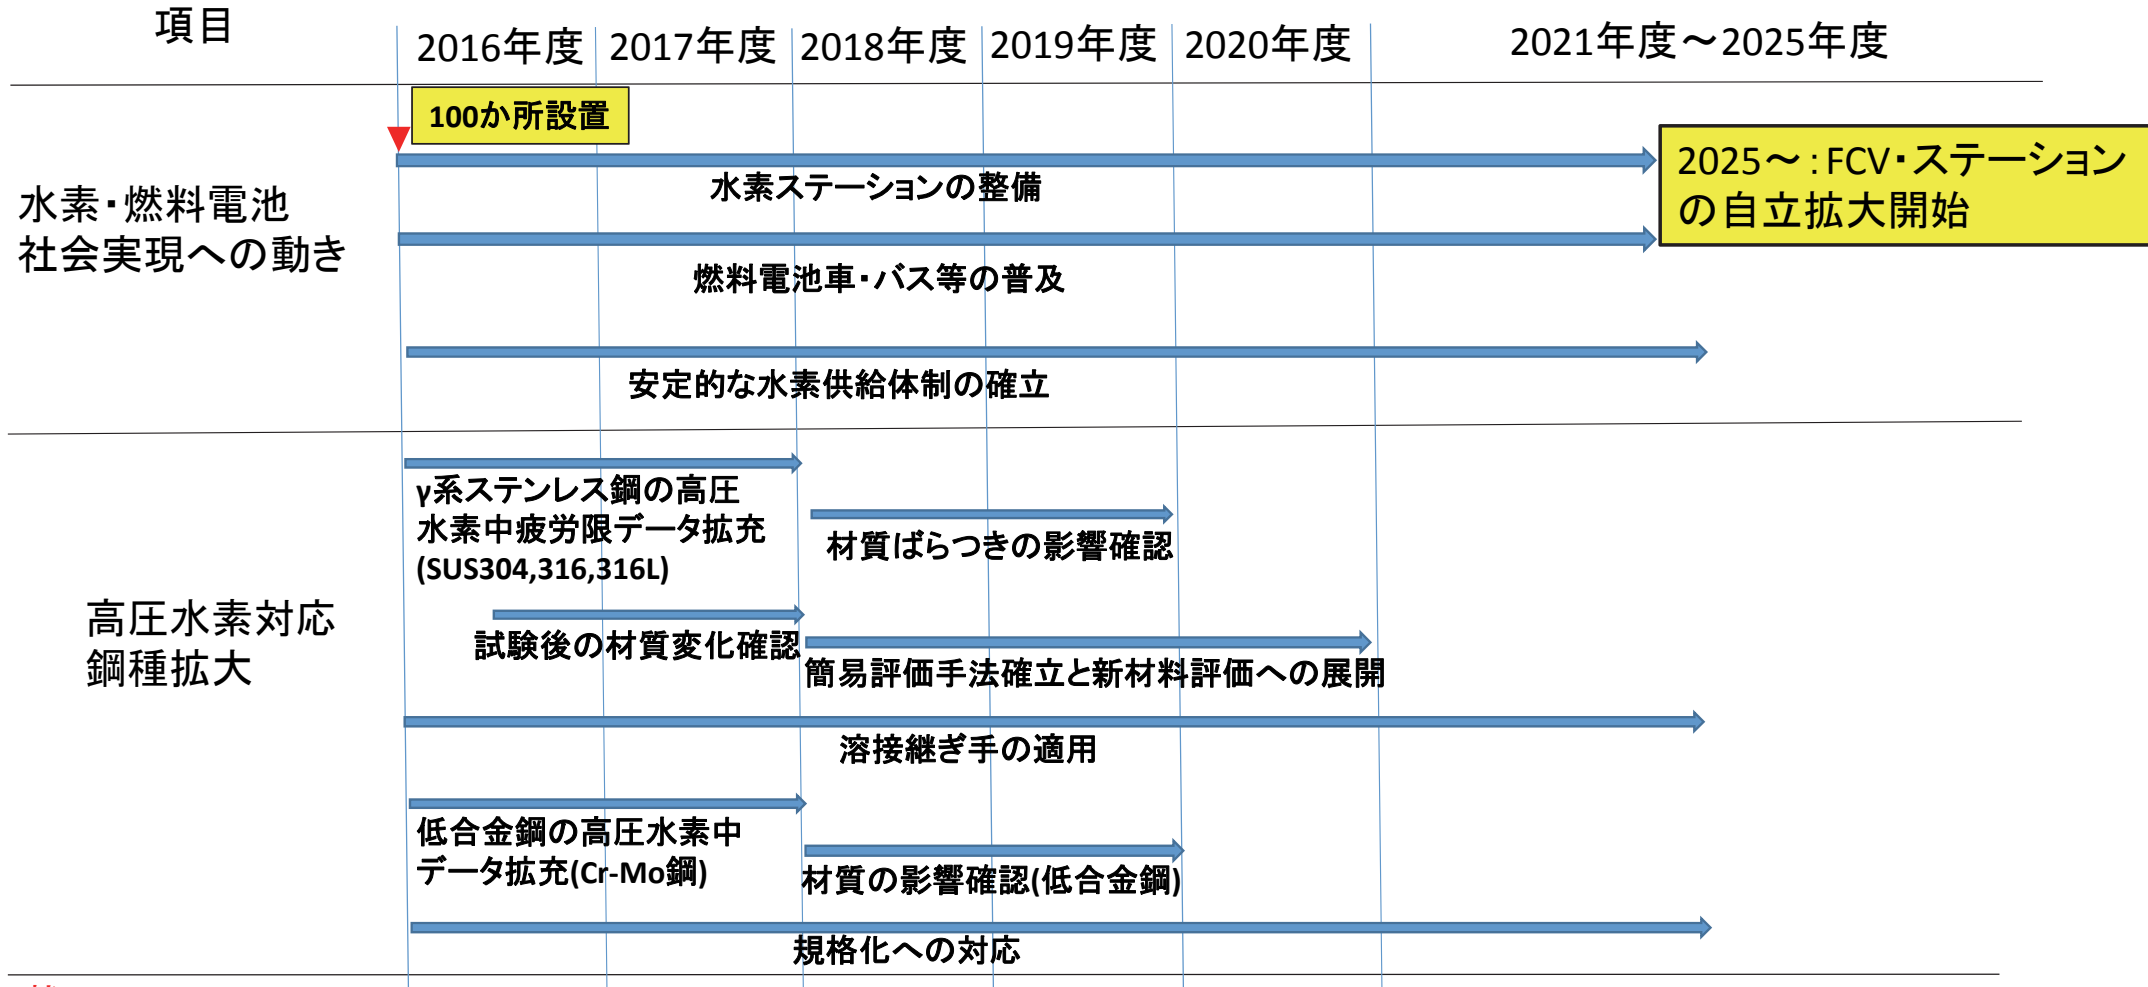 項目
2016年度
2017年度
2018年度
2019年度
2020年度
2021年度～2025年度
100か所設置
水素ステーションの整備
2025～：FCV・ステーション
の自立拡大開始
水素・燃料電池
社会実現への動き
燃料電池車・バス等の普及
安定的な水素供給体制の確立
γ系ステンレス鋼の高圧
水素中疲労限データ拡充
(SUS304,316,316L)
材質ばらつきの影響確認
高圧水素対応
鋼種拡大
試験後の材質変化確認
簡易評価手法確立と新材料評価への展開
溶接継ぎ手の適用
低合金鋼の高圧水素中
データ拡充(Cr-Mo鋼)
材質の影響確認(低合金鋼)
規格化への対応